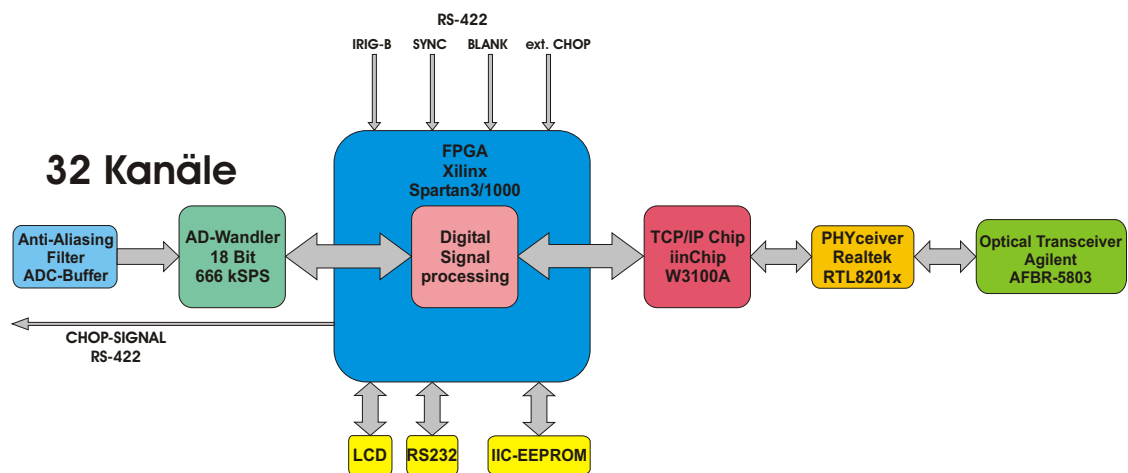 RS-422
IRIG-B SYNC BLANK ext. CHOP
32 Kanäle
FPGA
Xilinx
Spartan3/1000
Anti-Aliasing
Filter
ADC-Buffer
AD-Wandler
18 Bit
666 kSPS
Digital
Signal
processing
TCP/IP Chip
iinChip
W3100A
PHYceiver
Realtek
RTL8201x
Optical Transceiver
Agilent
AFBR-5803
CHOP-SIGNAL
RS-422
LCD
RS232
IIC-EEPROM